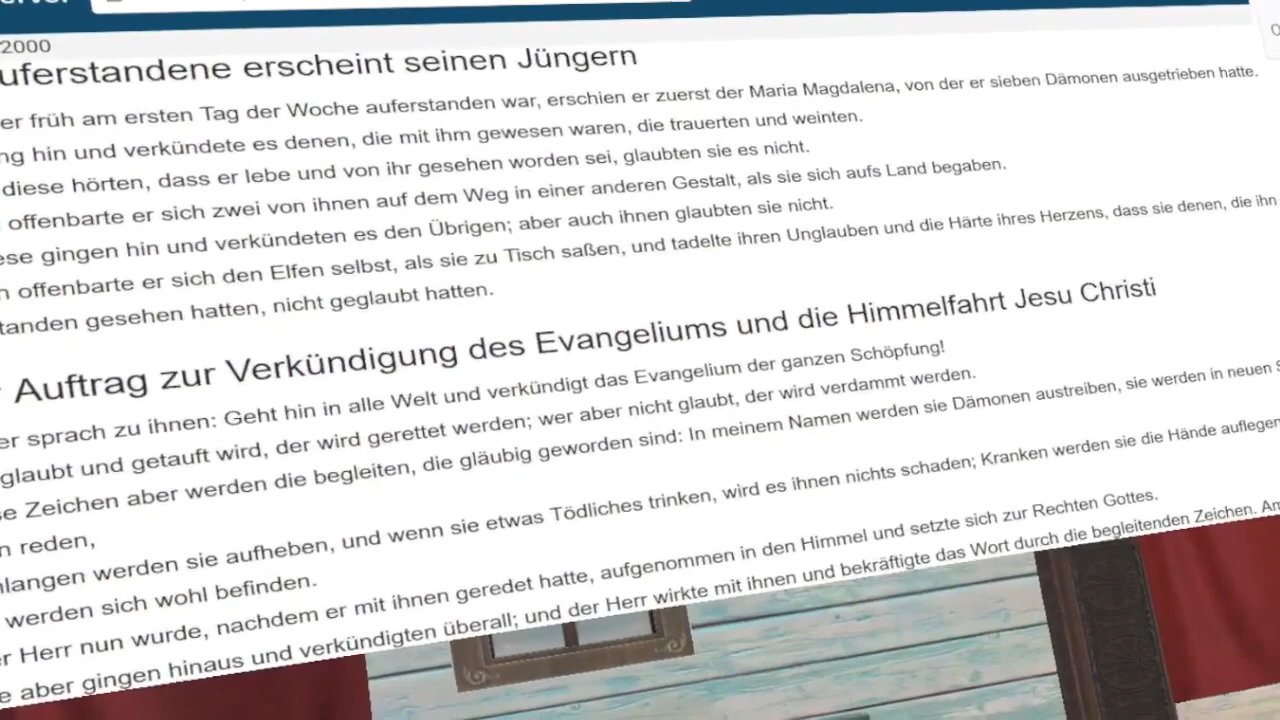 2000
uferstandene erscheint seinen Jüngern
er früh am ersten Tag der Woche auferstanden war, erschien er zuerst der Maria Magdalena, von der er sieben Dämonen ausgetrieben hatte.
ng hin und verkündete es denen, die mit ihm gewesen waren, die trauerten und weinten.
diese hörten, dass er lebe und von ihr gesehen worden sei, glaubten sie es nicht.
offenbarte er sich zwei von ihnen auf dem Weg in einer anderen Gestalt, als sie sich aufs Land begaben.
ese gingen hin und verkündeten es den Übrigen; aber auch ihnen glaubten sie nicht.
n offenbarte er sich den Elfen selbst, als sie zu Tisch saßen, und tadelte ihren Unglauben und die Härte ihres Herzens, dass sie denen, die ihn
tanden gesehen hatten, nicht geglaubt hatten.
r Auftrag zur Verkündigung des Evangeliums und die Himmelfahrt Jesu Christi
er sprach zu ihnen: Geht hin in alle Welt und verkündigt das Evangelium der ganzen Schöpfung!
glaubt und getauft wird, der wird gerettet werden; wer aber nicht glaubt, der wird verdammt werden.
se Zeichen aber werden die begleiten, die gläubig geworden sind: In meinem Namen werden sie Dämonen austreiben, sie werden in neuen S
n reden,
hlangen werden sie aufheben, und wenn sie etwas Tödliches trinken, wird es ihnen nichts schaden; Kranken werden sie die Hände auflegen
werden sich wohl befinden.
r Herr nun wurde, nachdem er mit ihnen geredet hatte, aufgenommen in den Himmel und setzte sich zur Rechten Gottes.
e aber gingen hinaus und verkündigten überall; und der Herr wirkte mit ihnen und bekräftigte das Wort durch die begleitenden Zeichen. Am